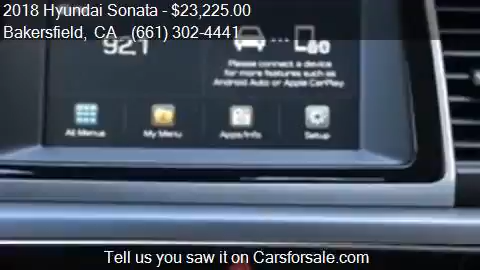 2018 Hyundai Sonata - $23,225.00
Bakersfield, CA (661) 302-4441
92.1
Please connect a device
for more features such as
Android Auto or Apple CarPlay.
All Menus My Menu Apps/Info Setup
Tell us you saw it on Carsforsale.com